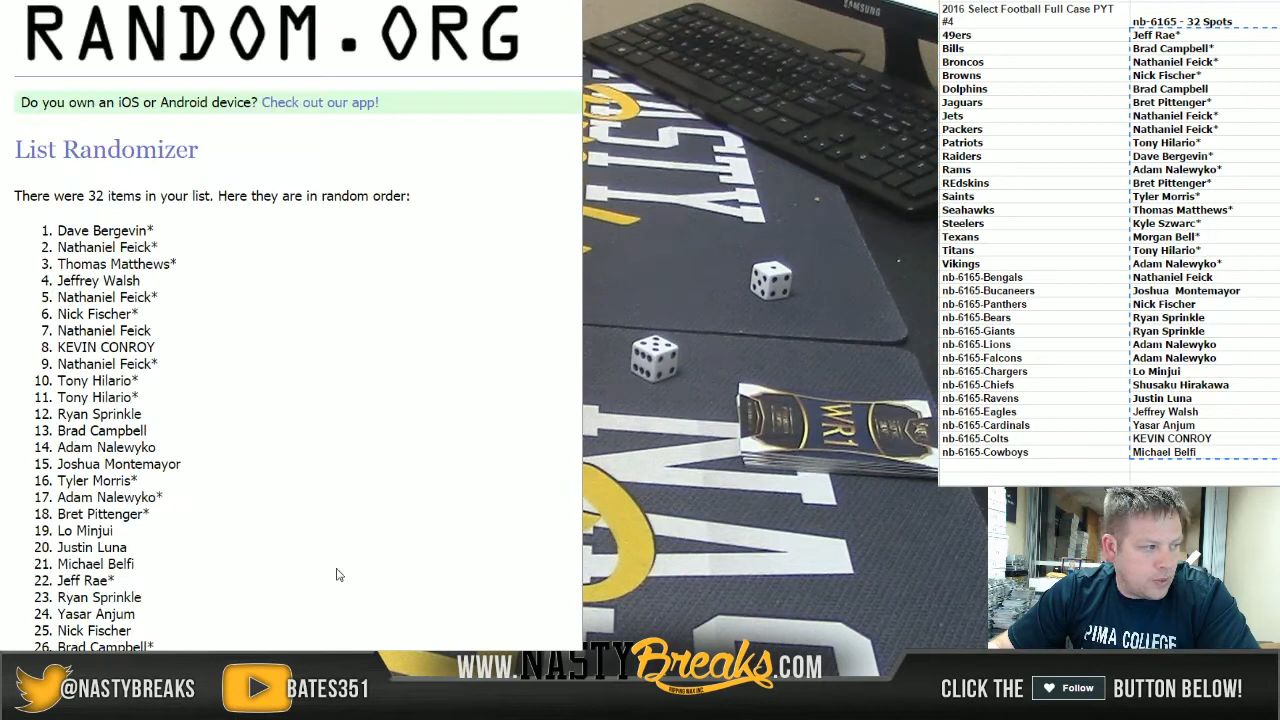 RANDOM.ORG
Do you own an iOS or Android device? Check out our app!
List Randomizer
There were 32 items in your list. Here they are in random order:
1. Dave Bergevin*
2. Nathaniel Feick*
3. Thomas Matthews*
4. Jeffrey Walsh
5. Nathaniel Feick*
6. Nick Fischer*
7. Nathaniel Feick
8. KEVIN CONROY
9. Nathaniel Feick*
10. Tony Hilario*
11. Tony Hilario*
12. Ryan Sprinkle
13. Brad Campbell
14. Adam Nalewyko
15. Joshua Montemayor
16. Tyler Morris*
17. Adam Nalewyko*
18. Bret Pittenger*
19. Lo Minjui
20. Justin Luna
21. Michael Belfi
22. Jeff Rae*
23. Ryan Sprinkle
24. Yasar Anjum
25. Nick Fischer
26. Brad Campbell*
SAMSUNG
WR1
2016 Select Football Full Case PYT
#4 nb-6165 - 32 Spots
49ers Jeff Rae*
Bills Brad Campbell*
Broncos Nathaniel Feick*
Browns Nick Fischer*
Dolphins Brad Campbell
Jaguars Bret Pittenger*
Jets Nathaniel Feick*
Packers Nathaniel Feick*
Patriots Tony Hilario*
Raiders Dave Bergevin*
Rams Adam Nalewyko*
REdskins Bret Pittenger*
Saints Tyler Morris*
Seahawks Thomas Matthews*
Steelers Kyle Szwarc*
Texans Morgan Bell*
Titans Tony Hilario*
Vikings Adam Nalewyko*
nb-6165-Bengals Nathaniel Feick
nb-6165-Bucaneers Joshua  Montemayor
nb-6165-Panthers Nick Fischer
nb-6165-Bears Ryan Sprinkle
nb-6165-Giants Ryan Sprinkle
nb-6165-Lions Adam Nalewyko
nb-6165-Falcons Adam Nalewyko
nb-6165-Chargers Lo Minjui
nb-6165-Chiefs Shusaku Hirakawa
nb-6165-Ravens Justin Luna
nb-6165-Eagles Jeffrey Walsh
nb-6165-Cardinals Yasar Anjum
nb-6165-Colts KEVIN CONROY
nb-6165-Cowboys Michael Belfi
PIMA COLLEGE
@NASTYBREAKS
BATES351
WWW.NASTYBreaks.COM
RIPPING WAX INC.
CLICK THE Follow BUTTON BELOW!